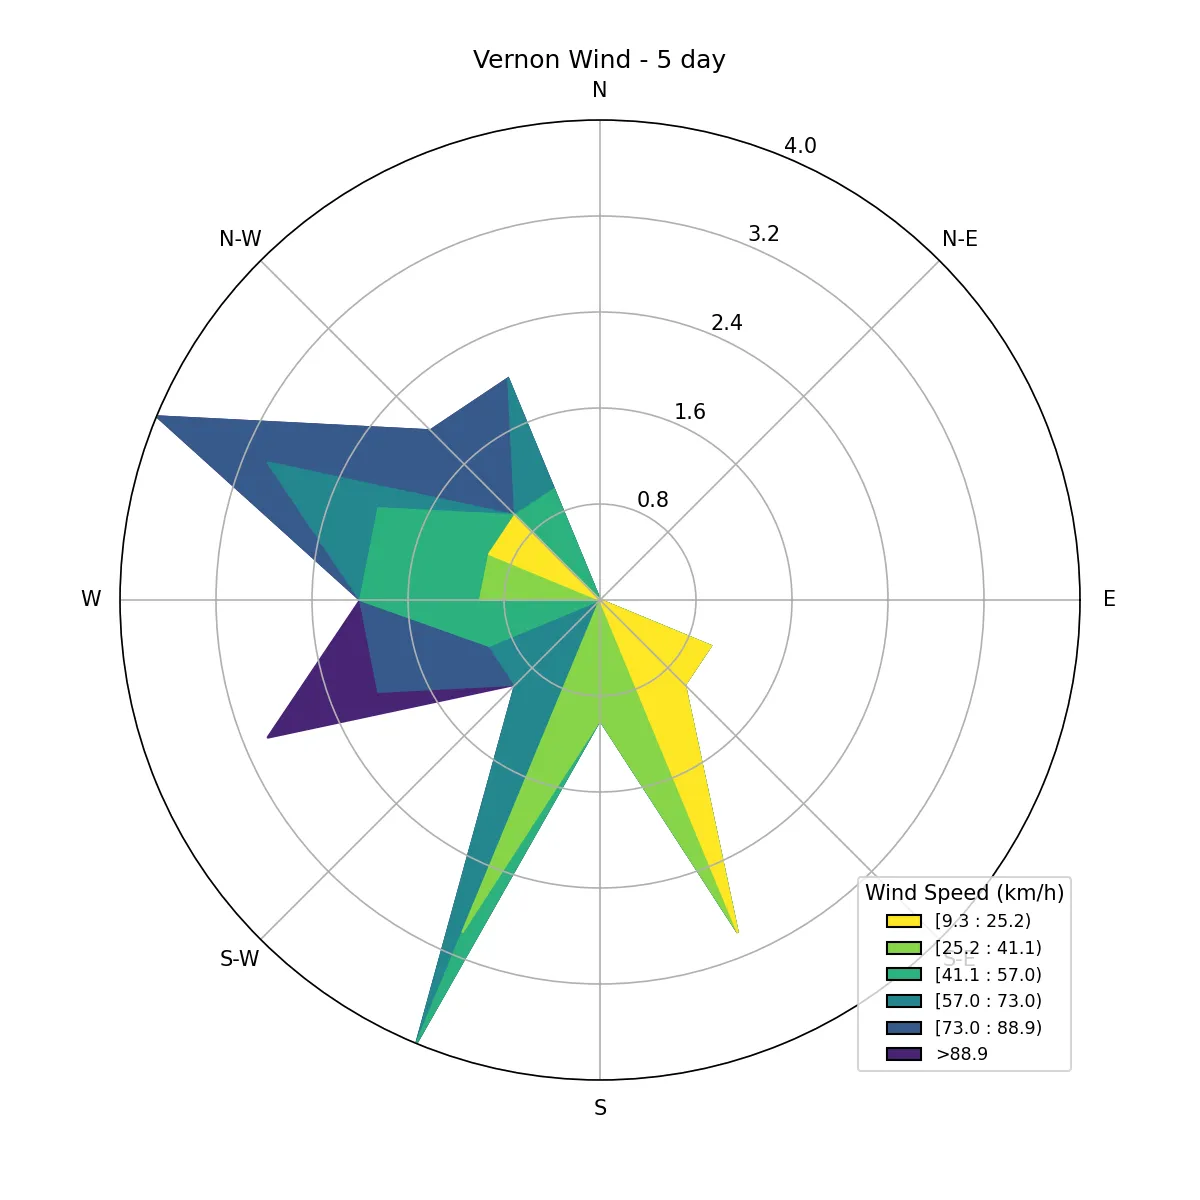 Vernon Wind - 5 day
N
4.0
3.2
N-W
N-E
2.4
1.6
0.8
W
E
S-W
S-E
Wind Speed (km/h)
[9.3 : 25.2)
[25.2 : 41.1)
[41.1 : 57.0)
[57.0 : 73.0)
[73.0 : 88.9)
>88.9
S